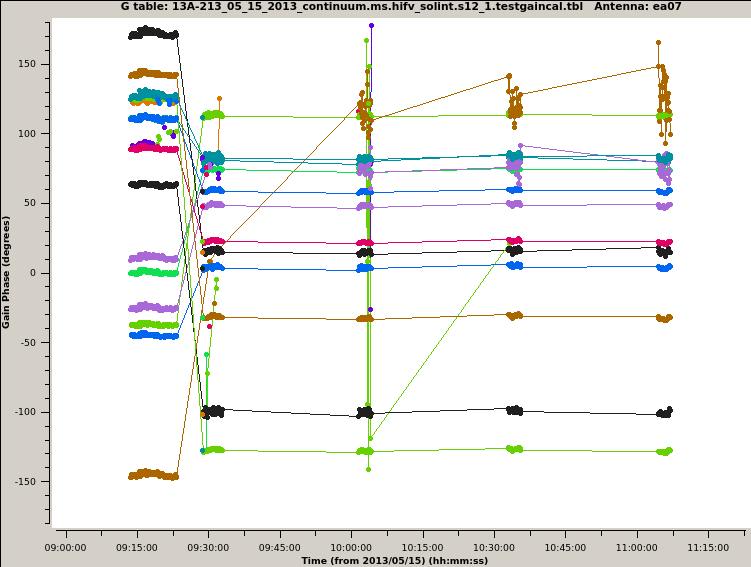 G table: 13A-213_05_15_2013_continuum.ms.hifv_solint.s12_1.testgaincal.tbl   Antenna: ea07
Gain Phase (degrees)
150
100
50
0
-50
-100
-150
09:00:00 09:15:00 09:30:00 09:45:00 10:00:00 10:15:00 10:30:00 10:45:00 11:00:00 11:15:00
Time (from 2013/05/15) (hh:mm:ss)